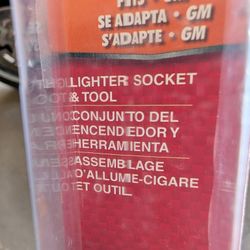 SE ADAPTA • GM
S'ADAPTE • GM
LIGHTER SOCKET
& TOOL
CONJUNTO DEL
ENCENDEDOR Y
HERRAMIENTA
ASSEMBLAGE
D'ALLUME-CIGARE
ET OUTIL